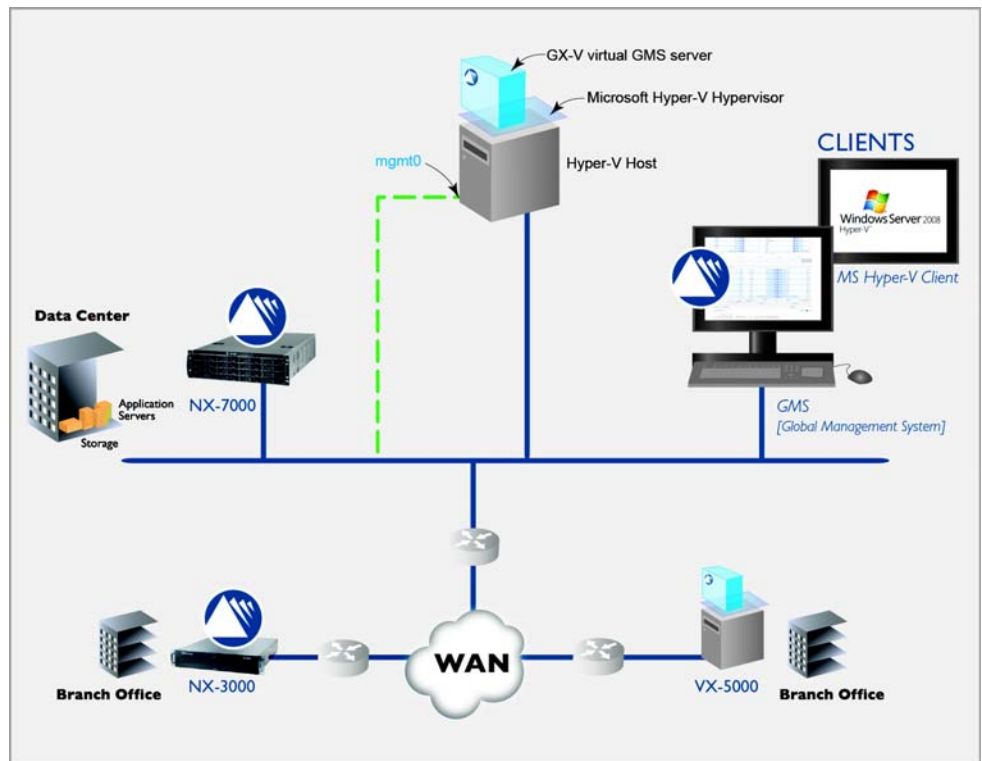 GX-V virtual GMS server
Microsoft Hyper-V Hypervisor
mgmt0
Hyper-V Host
CLIENTS
Windows Server 2008
Hyper-V
MS Hyper-V Client
Data Center
Application
Servers
Storage
NX-7000
GMS
[Global Management System]
WAN
Branch Office
NX-3000
VX-5000
Branch Office